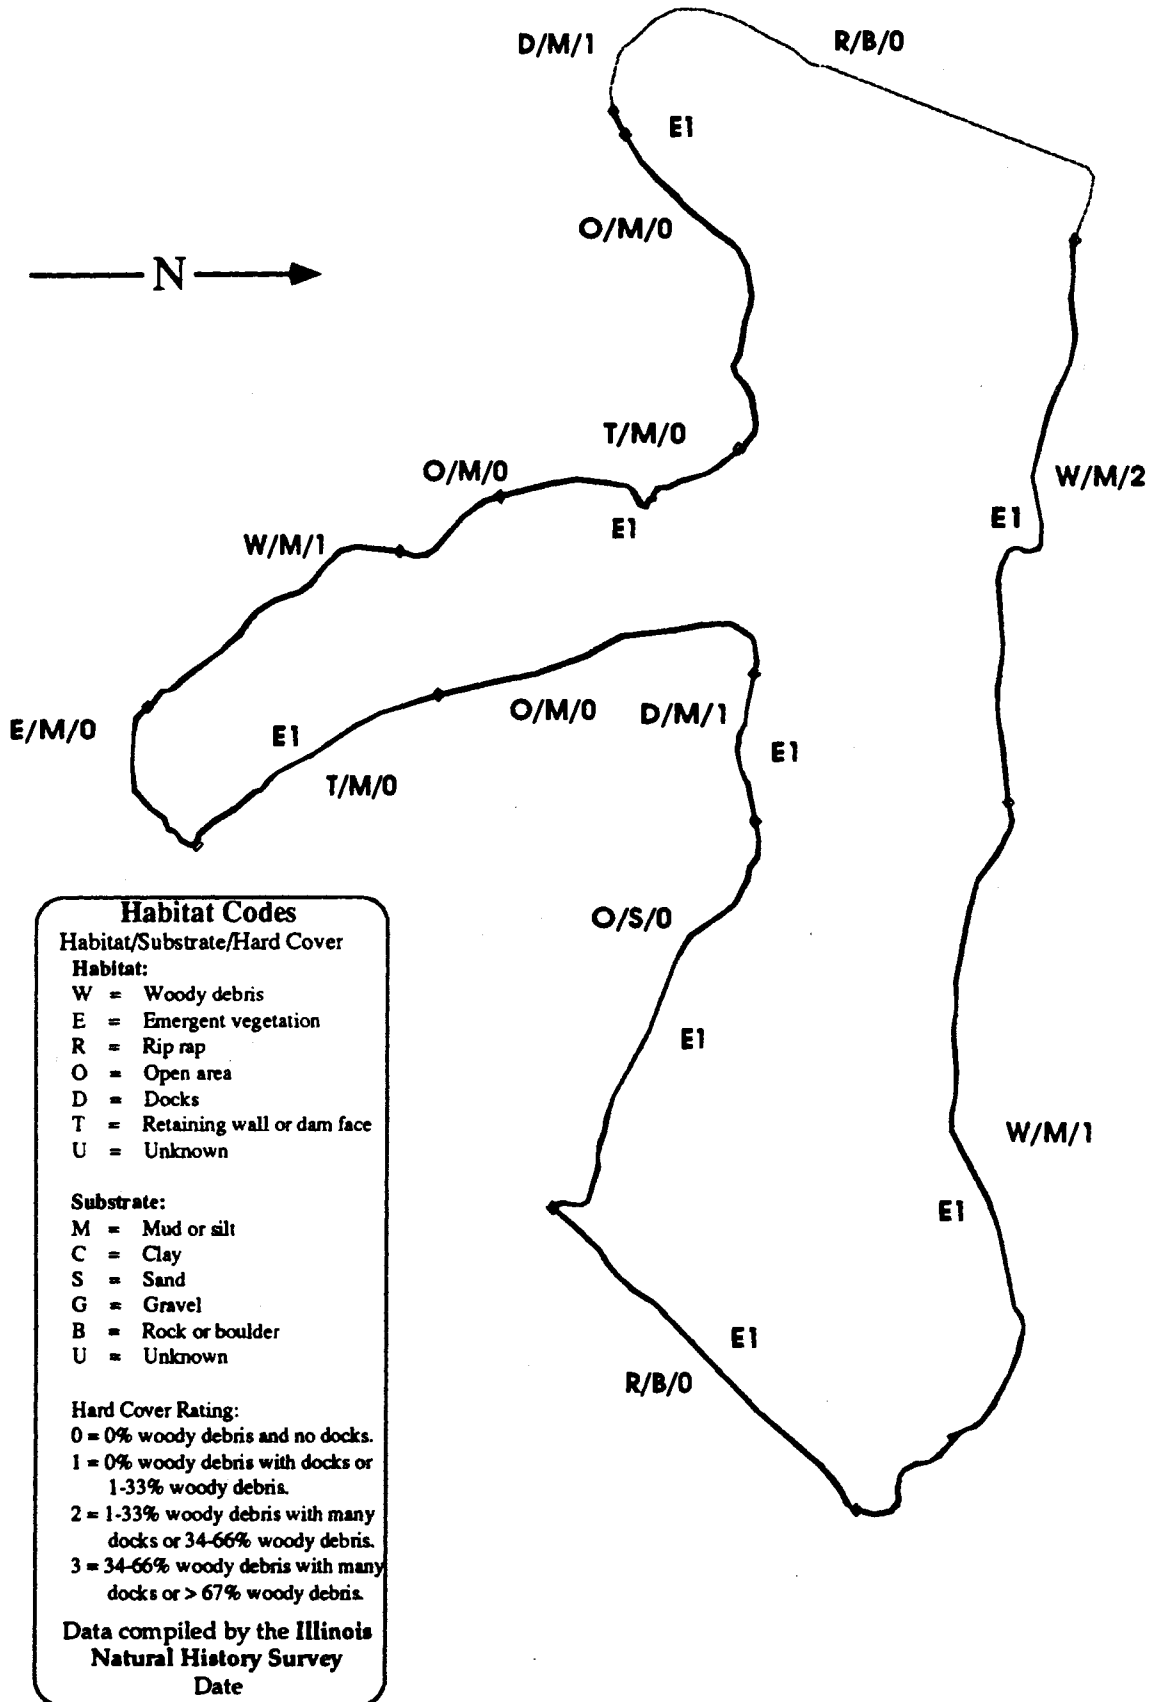 D/M/1
R/B/0
E1
O/M/0
N
T/M/0
O/M/0
W/M/2
E1
E1
W/M/1
E/M/0
O/M/0
D/M/1
E1
E1
T/M/0
O/S/0
E1
W/M/1
E1
E1
R/B/0
Habitat Codes
Habitat/Substrate/Hard Cover
Habitat:
W = Woody debris
E = Emergent vegetation
R = Rip rap
O = Open area
D = Docks
T = Retaining wall or dam face
U = Unknown
Substrate:
M = Mud or silt
C = Clay
S = Sand
G = Gravel
B = Rock or boulder
U = Unknown
Hard Cover Rating:
0 = 0% woody debris and no docks.
1 = 0% woody debris with docks or
1-33% woody debris.
2 = 1-33% woody debris with many
docks or 34-66% woody debris.
3 = 34-66% woody debris with many
docks or > 67% woody debris.
Data compiled by the Illinois
Natural History Survey
Date